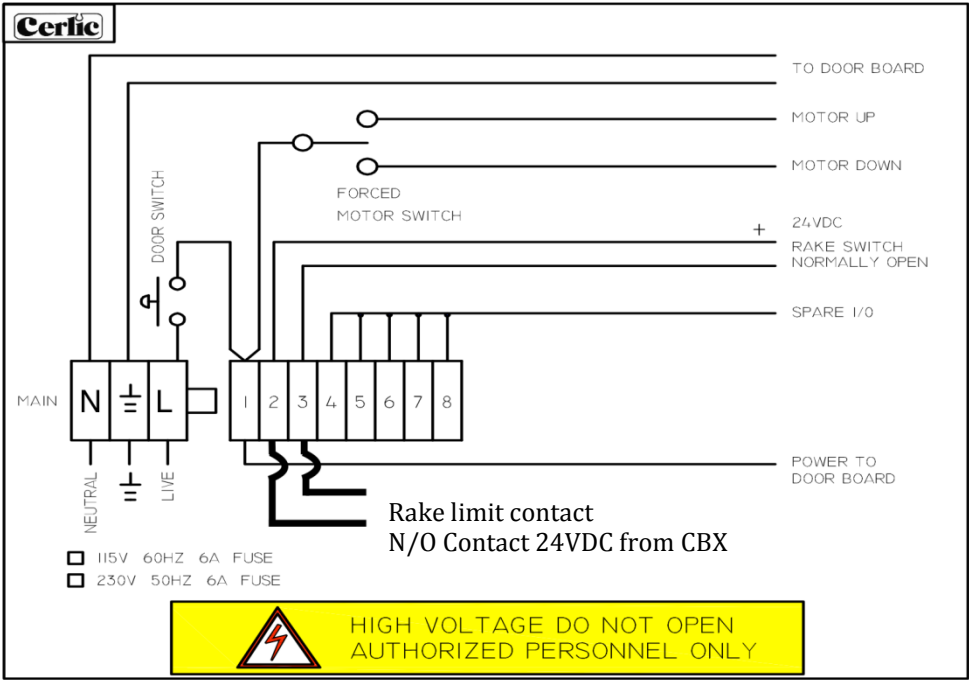 Cerlic
TO DOOR BOARD
MOTOR UP
MOTOR DOWN
FORCED
MOTOR SWITCH
DOOR SWITCH
+ 24VDC
RAKE SWITCH
NORMALLY OPEN
SPARE I/O
MAIN N L 1 2 3 4 5 6 7 8
NEUTRAL
LIVE
POWER TO
DOOR BOARD
Rake limit contact
N/O Contact 24VDC from CBX
115V 60HZ 6A FUSE
230V 50HZ 6A FUSE
HIGH VOLTAGE DO NOT OPEN
AUTHORIZED PERSONNEL ONLY